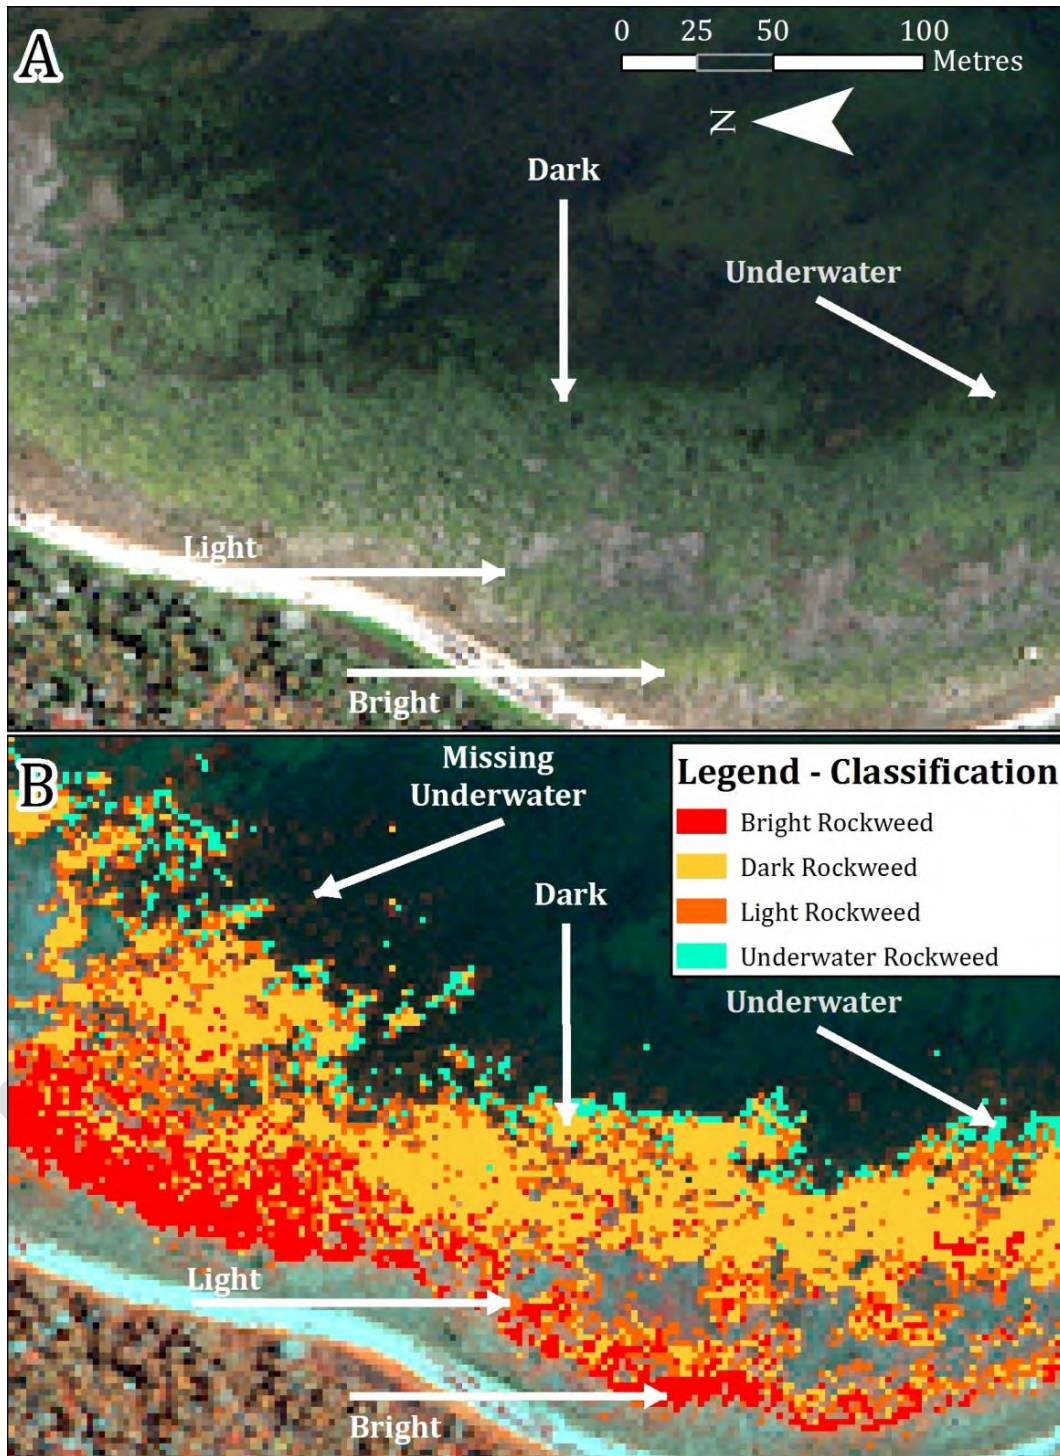 A
0 25 50 100
Metres
N
Dark
Underwater
Light
Bright
B
Missing
Underwater
Legend - Classification
Bright Rockweed
Dark Rockweed
Light Rockweed
Underwater Rockweed
Dark
Underwater
Light
Bright